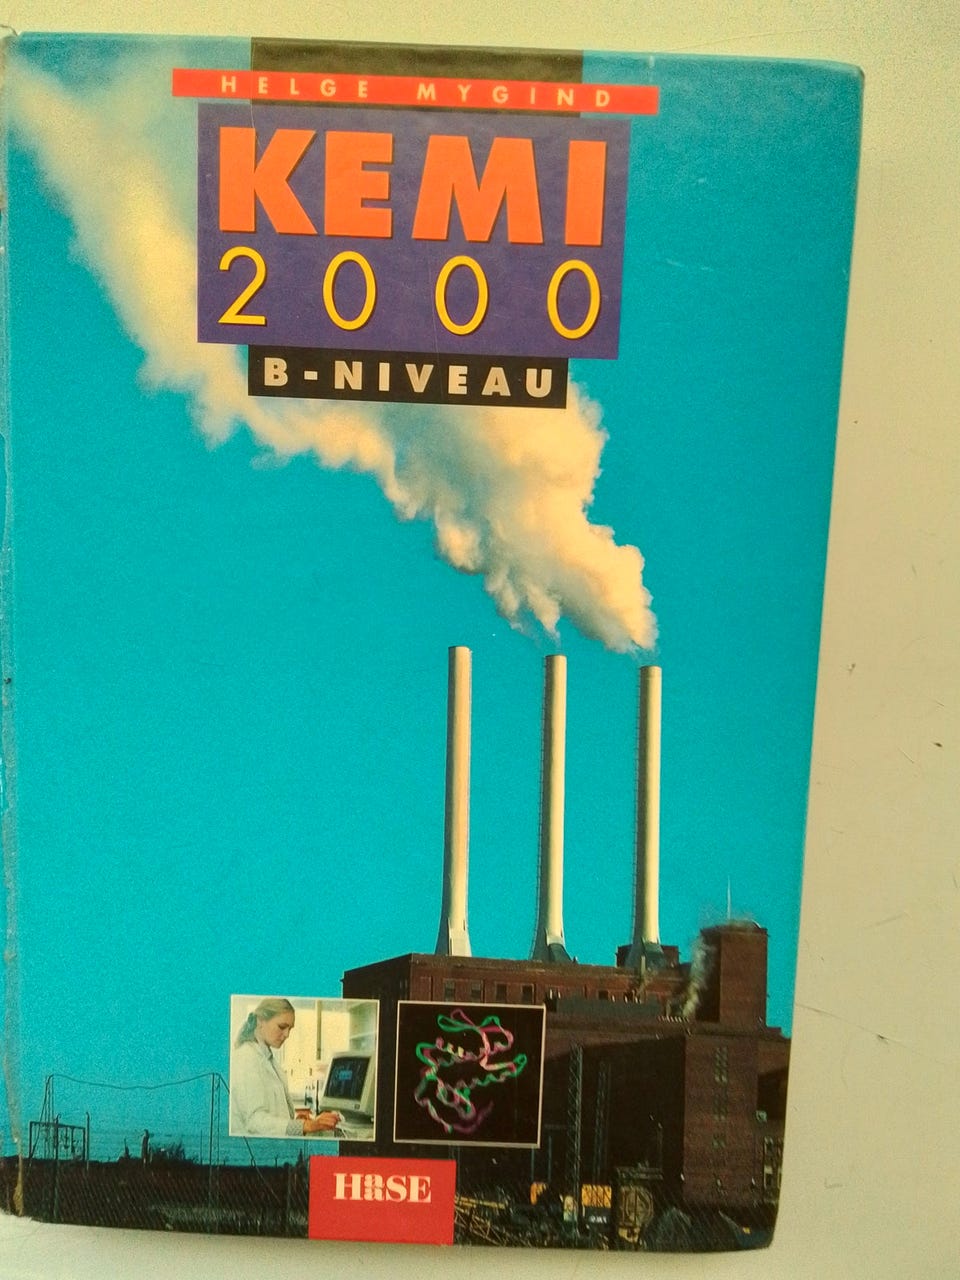 HELGE MYGIND
KEMI
2000
B-NIVEAU
HaaSE